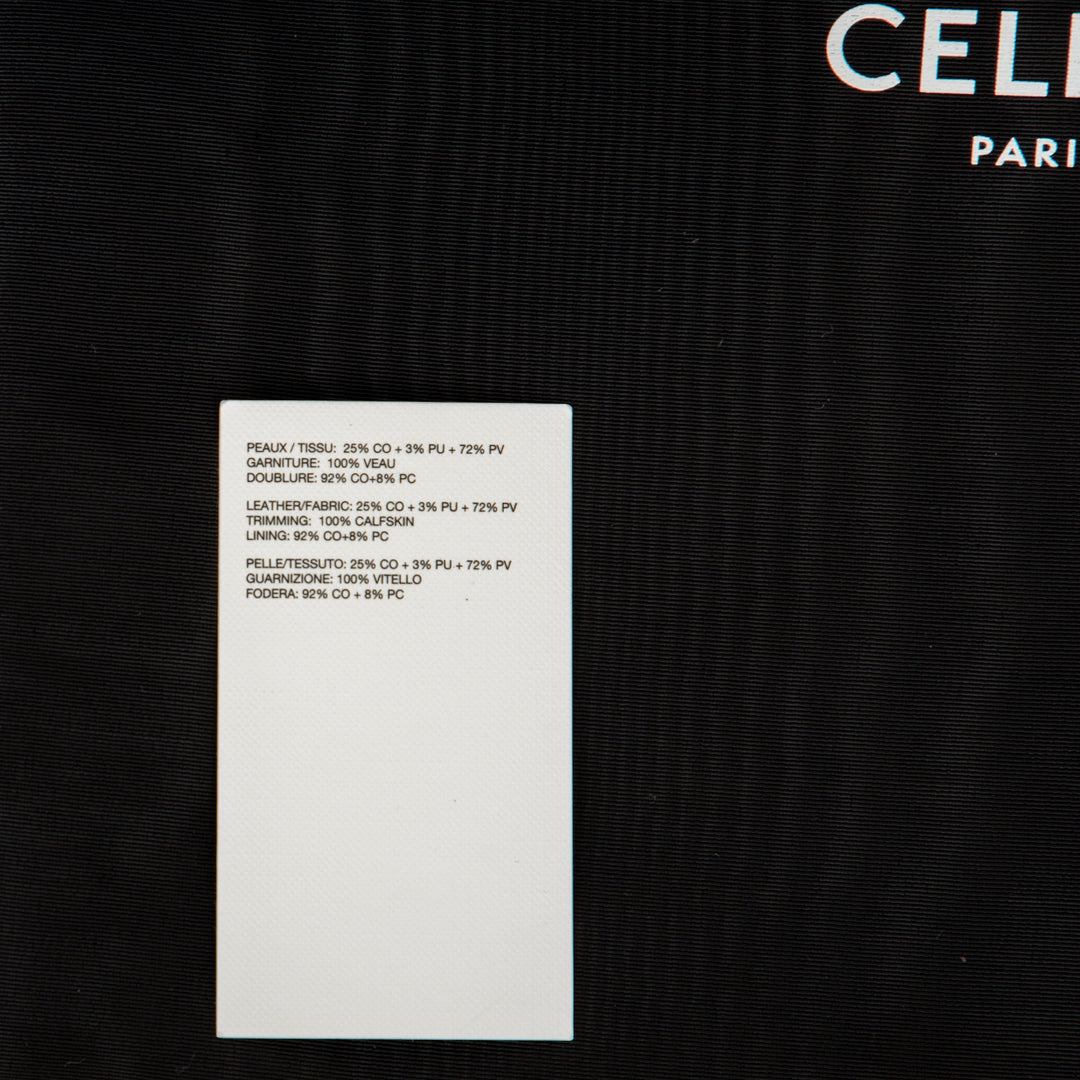 CELI
PARI
PEAUX / TISSU: 25% CO + 3% PU + 72% PV
GARNITURE: 100% VEAU
DOUBLURE: 92% CO+8% PC
LEATHER/FABRIC: 25% CO + 3% PU + 72% PV
TRIMMING: 100% CALFSKIN
LINING: 92% CO+8% PC
PELLE/TESSUTO: 25% CO + 3% PU + 72% PV
GUARNIZIONE: 100% VITELLO
FODERA: 92% CO + 8% PC